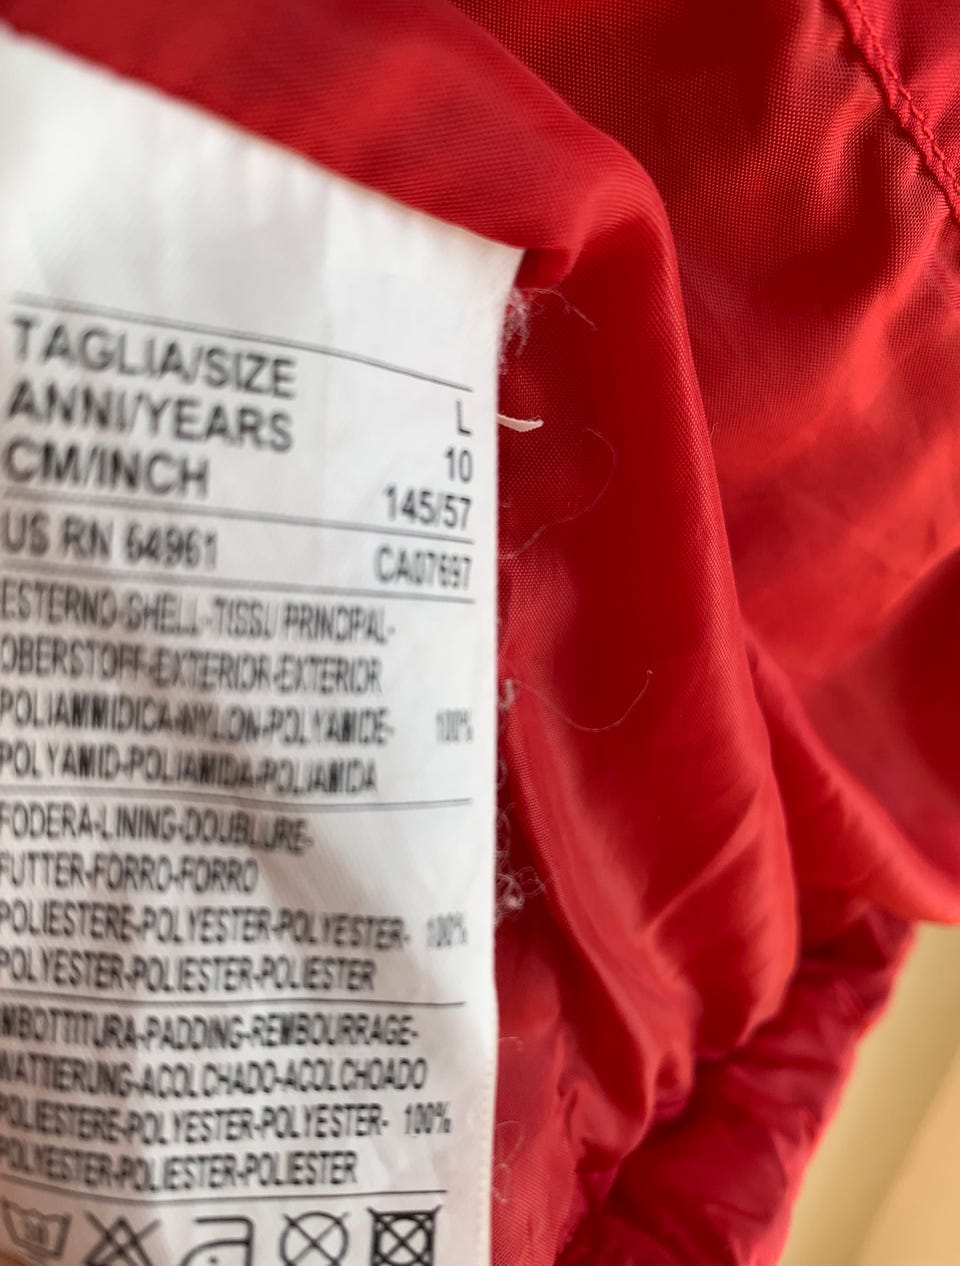 TAGLIA/SIZE L
ANNI/YEARS 10
CM/INCH 145/57
US RN 64961 CA07697
ESTERNO-SHELL-TISSU PRINCIPAL-
OBERSTOFF-EXTERIOR-EXTERIOR
POLIAMMIDICA-NYLON-POLYAMIDE- 100%
POLYAMID-POLIAMIDA-POLIAMIDA
FODERA-LINING-DOUBLURE-
FUTTER-FORRO-FORRO
POLIESTERE-POLYESTER-POLYESTER- 100%
POLYESTER-POLIESTER-POLIESTER
MBOTTITURA-PADDING-REMBOURRAGE-
WATTIERUNG-ACOLCHADO-ACOLCHOADO
POLIESTERE-POLYESTER-POLYESTER- 100%
POLYESTER-POLIESTER-POLIESTER